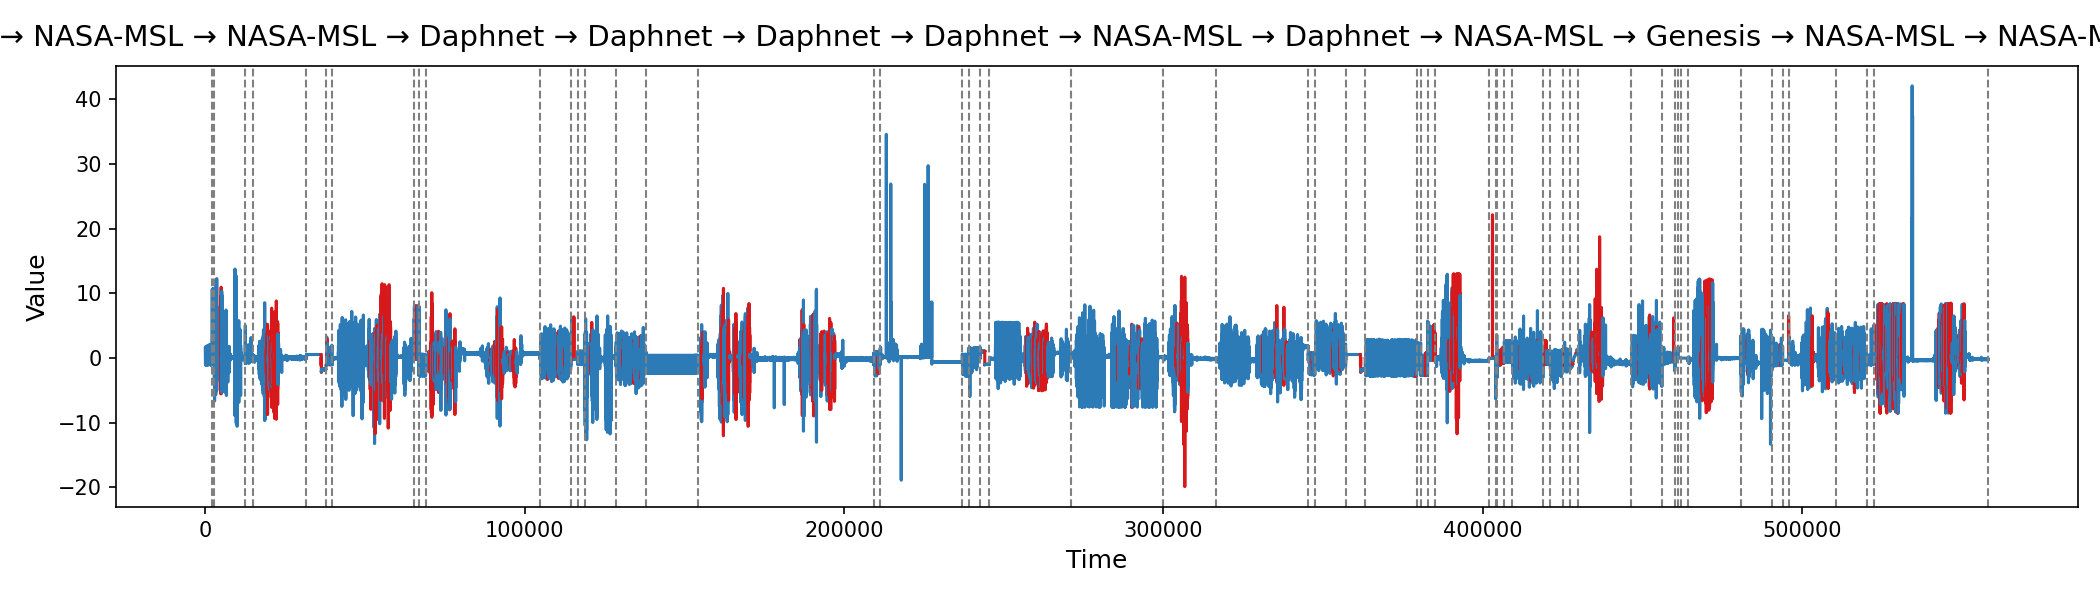 → NASA-MSL → NASA-MSL → Daphnet → Daphnet → Daphnet → Daphnet → NASA-MSL → Daphnet → NASA-MSL → Genesis → NASA-MSL → NASA-M
40
30
20
10
0
−10
−20
Value
0 100000 200000 300000 400000 500000
Time